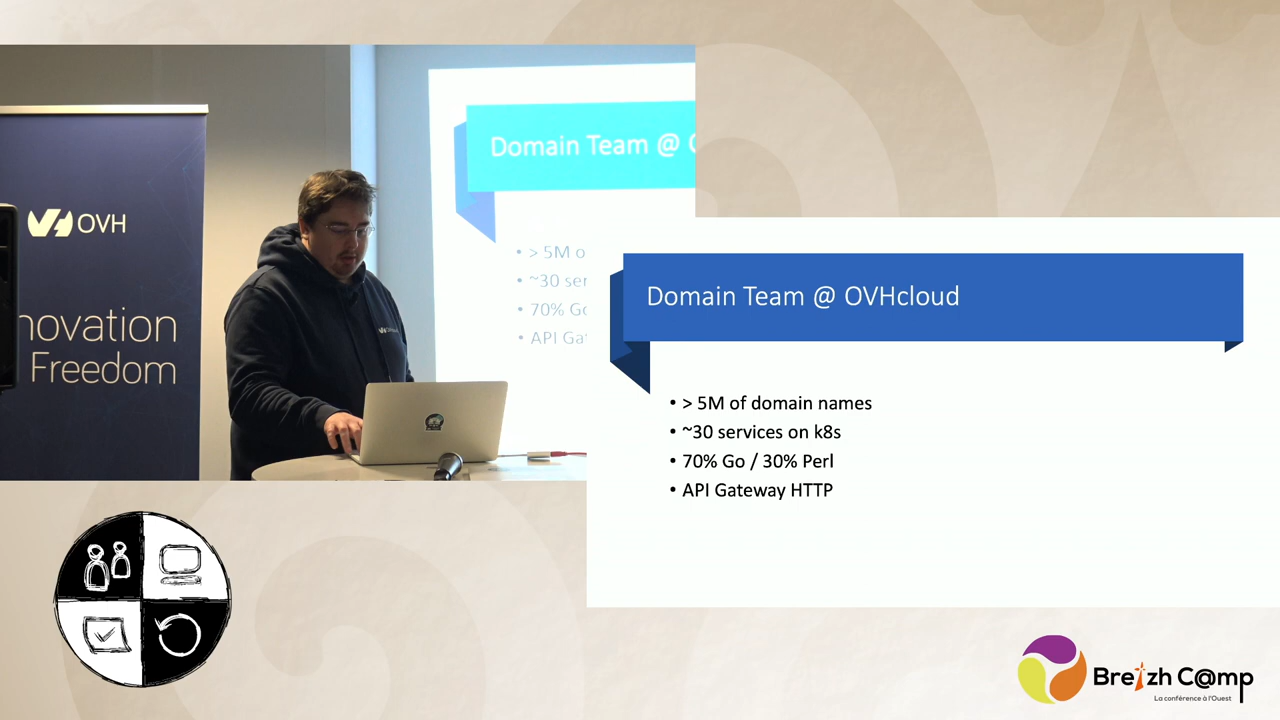 OVH
novation
Freedom
Domain Team @
> 5M o
~30 ser
70% Go
API Ga
Domain Team @ OVHcloud
• > 5M of domain names
• ~30 services on k8s
• 70% Go / 30% Perl
• API Gateway HTTP
Breizh C@mp
La conférence à l'Ouest